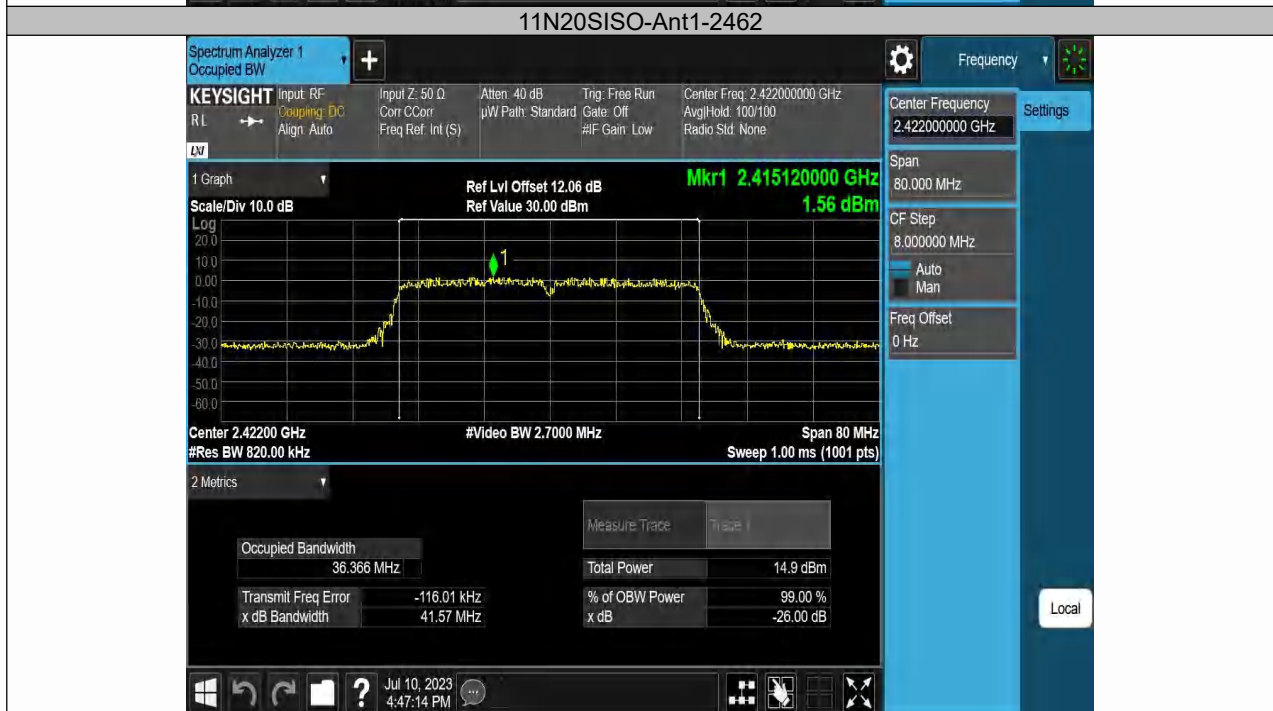 11N20SISO-Ant1-2462
Spectrum Analyzer 1
Occupied BW
+
Frequency
KEYSIGHT
RL
LXI
Input: RF
Coupling: DC
Align: Auto
Input Z: 50 Ω
Corr CCorr
Freq Ref: Int (S)
Atten: 40 dB
µW Path: Standard
Trig: Free Run
Gate: Off
#IF Gain: Low
Center Freq: 2.422000000 GHz
Avg|Hold: 100/100
Radio Std: None
Center Frequency
2.422000000 GHz
Settings
Span
80.000 MHz
CF Step
8.000000 MHz
Auto
Man
Freq Offset
0 Hz
Local
1 Graph
Scale/Div 10.0 dB
Ref Lvl Offset 12.06 dB
Ref Value 30.00 dBm
Mkr1 2.415120000 GHz
1.56 dBm
Log
20.0
10.0
0.00
-10.0
-20.0
-30.0
-40.0
-50.0
-60.0
1
Center 2.42200 GHz
#Res BW 820.00 kHz
#Video BW 2.7000 MHz
Span 80 MHz
Sweep 1.00 ms (1001 pts)
2 Metrics
Measure Trace
Trace 1
Occupied Bandwidth
36.366 MHz
Total Power
14.9 dBm
Transmit Freq Error
-116.01 kHz
% of OBW Power
99.00 %
x dB Bandwidth
41.57 MHz
x dB
-26.00 dB
?
Jul 10, 2023
4:47:14 PM